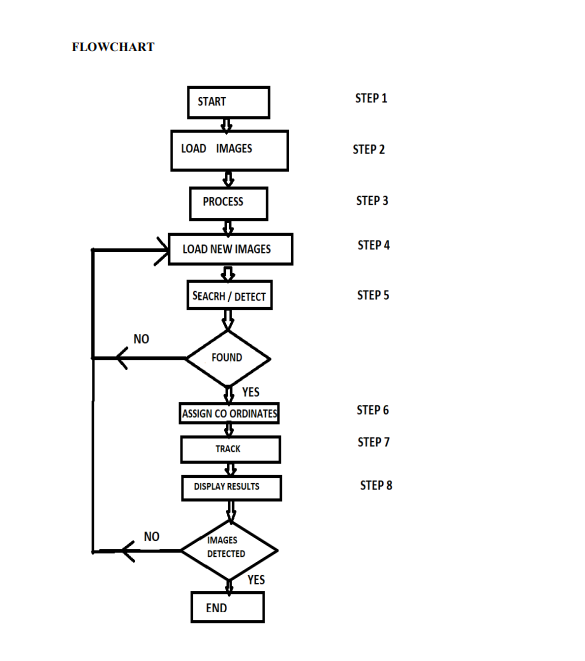 FLOWCHART
START STEP 1
LOAD IMAGES STEP 2
PROCESS STEP 3
LOAD NEW IMAGES STEP 4
SEACRH / DETECT STEP 5
NO
FOUND
YES
ASSIGN CO ORDINATES STEP 6
TRACK STEP 7
DISPLAY RESULTS STEP 8
NO
IMAGES
DETECTED
YES
END